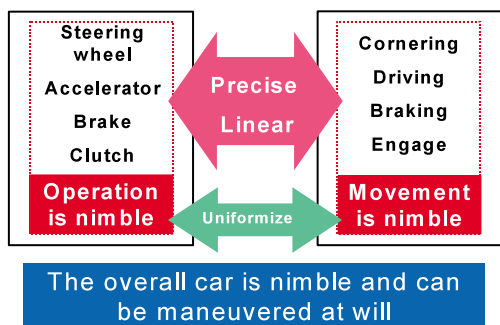 Steering
wheel
Accelerator
Brake
Clutch
Operation
is nimble
Precise
Linear
Uniformize
Cornering
Driving
Braking
Engage
Movement
is nimble
The overall car is nimble and can
be maneuvered at will